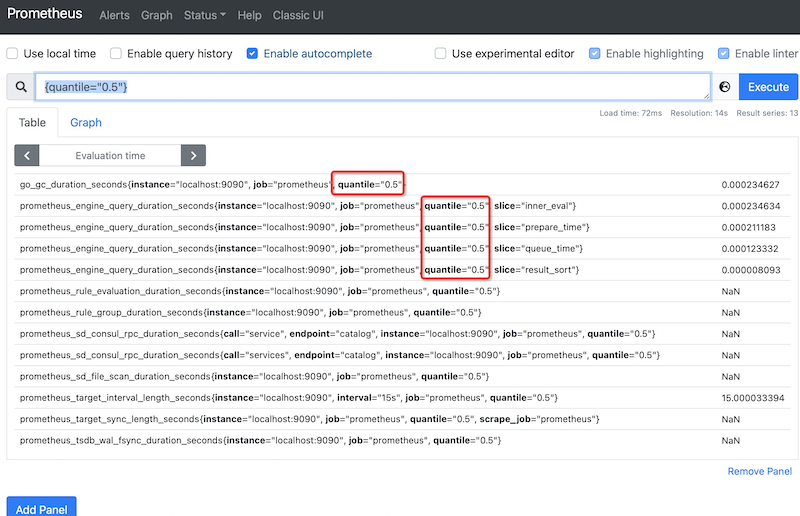 Prometheus Alerts Graph Status Help Classic UI
Use local time Enable query history Enable autocomplete Use experimental editor Enable highlighting Enable linter
{quantile="0.5"} Execute
Load time: 72ms Resolution: 14s Result series: 13
Table Graph
Evaluation time
go_gc_duration_seconds{instance="localhost:9090", job="prometheus", quantile="0.5"} 0.000234627
prometheus_engine_query_duration_seconds{instance="localhost:9090", job="prometheus", quantile="0.5", slice="inner_eval"} 0.000234634
prometheus_engine_query_duration_seconds{instance="localhost:9090", job="prometheus", quantile="0.5", slice="prepare_time"} 0.000211183
prometheus_engine_query_duration_seconds{instance="localhost:9090", job="prometheus", quantile="0.5", slice="queue_time"} 0.000123332
prometheus_engine_query_duration_seconds{instance="localhost:9090", job="prometheus", quantile="0.5", slice="result_sort"} 0.000008093
prometheus_rule_evaluation_duration_seconds{instance="localhost:9090", job="prometheus", quantile="0.5"} NaN
prometheus_rule_group_duration_seconds{instance="localhost:9090", job="prometheus", quantile="0.5"} NaN
prometheus_sd_consul_rpc_duration_seconds{call="service", endpoint="catalog", instance="localhost:9090", job="prometheus", quantile="0.5"} NaN
prometheus_sd_consul_rpc_duration_seconds{call="services", endpoint="catalog", instance="localhost:9090", job="prometheus", quantile="0.5"} NaN
prometheus_sd_file_scan_duration_seconds{instance="localhost:9090", job="prometheus", quantile="0.5"} NaN
prometheus_target_interval_length_seconds{instance="localhost:9090", interval="15s", job="prometheus", quantile="0.5"} 15.000033394
prometheus_target_sync_length_seconds{instance="localhost:9090", job="prometheus", quantile="0.5", scrape_job="prometheus"} NaN
prometheus_tsdb_wal_fsync_duration_seconds{instance="localhost:9090", job="prometheus", quantile="0.5"} NaN
Remove Panel
Add Panel